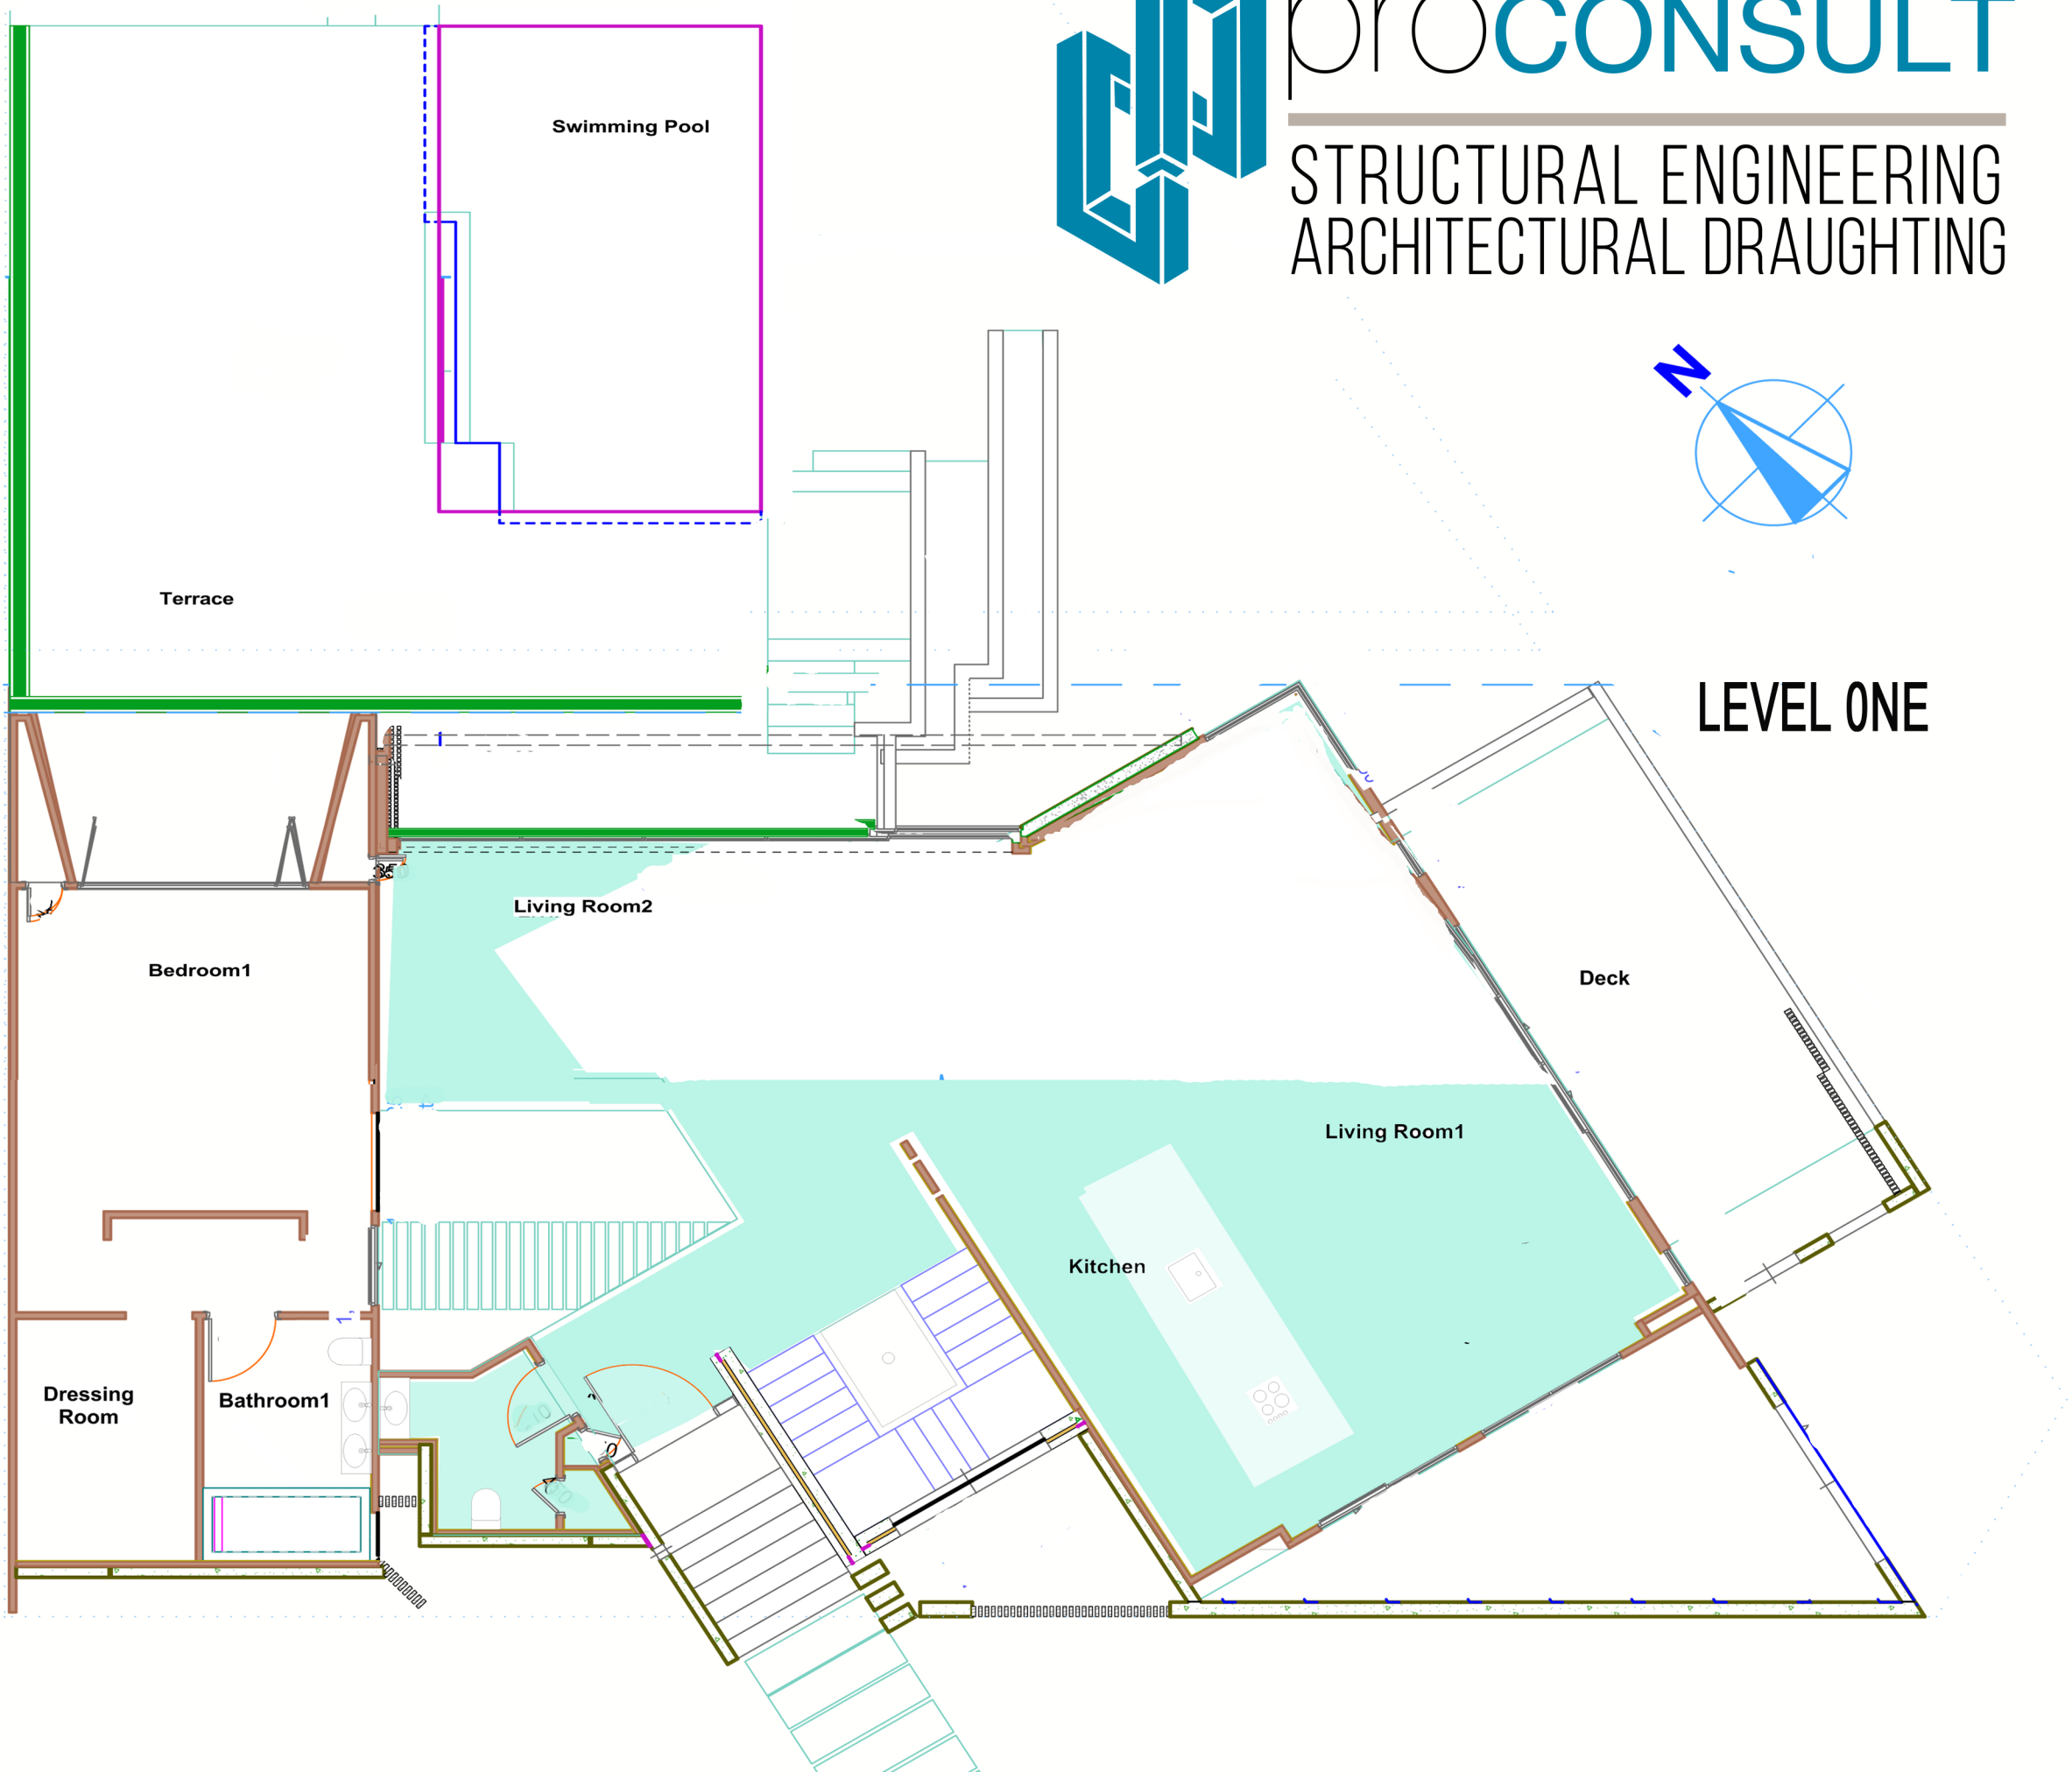 proCONSULT
STRUCTURAL ENGINEERING
ARCHITECTURAL DRAUGHTING
Swimming Pool
N
Terrace
LEVEL ONE
Living Room2
Bedroom1
Deck
Living Room1
Kitchen
Dressing
Room
Bathroom1